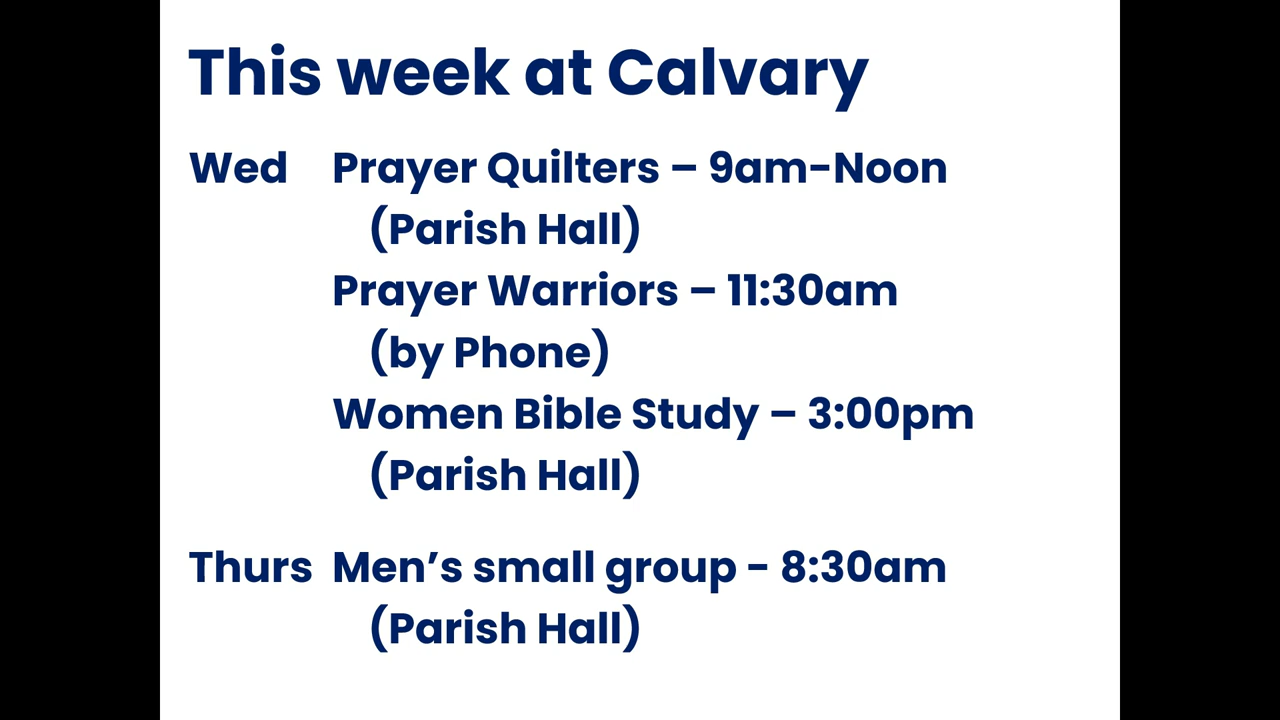 This week at Calvary
Wed Prayer Quilters – 9am–Noon
(Parish Hall)
Prayer Warriors – 11:30am
(by Phone)
Women Bible Study – 3:00pm
(Parish Hall)
Thurs Men’s small group - 8:30am
(Parish Hall)